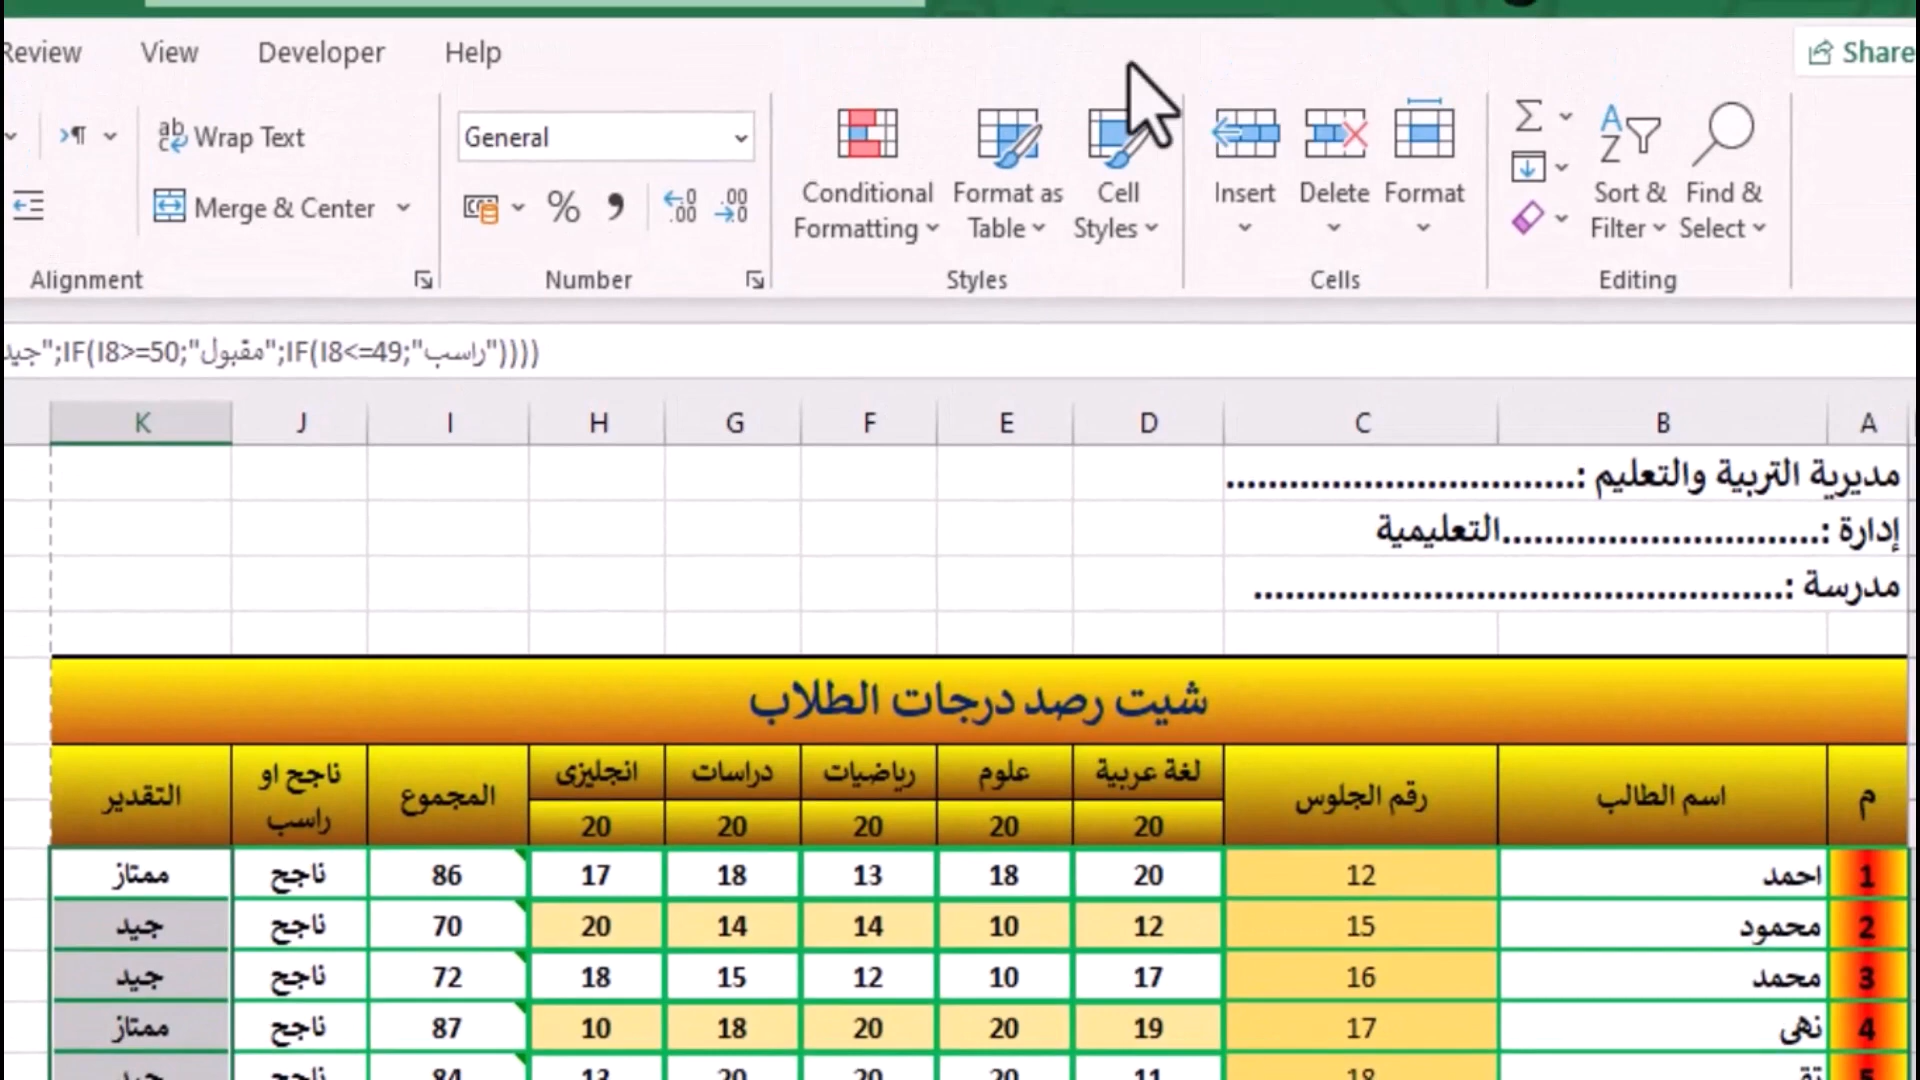 Review View Developer Help Share
Wrap Text
Merge & Center
Alignment
General
% 
Number
Conditional Formatting
Format as Table
Cell Styles
Styles
Insert
Delete
Format
Cells
Sort & Filter
Find & Select
Editing
جيد";IF(I8>=50;"مقبول";IF(I8<=49;"راسب"))))
K J I H G F E D C B A
مديرية التربية والتعليم :.................................
إدارة :..............................التعليمية
مدرسة :..................................................
شيت رصد درجات الطلاب
م اسم الطالب رقم الجلوس لغة عربية علوم رياضيات دراسات انجليزى المجموع ناجح او راسب التقدير
20 20 20 20 20
1 احمد 12 20 18 13 18 17 86 ناجح ممتاز
2 محمود 15 12 10 14 14 20 70 ناجح جيد
3 محمد 16 17 10 12 15 18 72 ناجح جيد
4 نهى 17 19 20 20 18 10 87 ناجح ممتاز
5 18 11 20 20 20 13 84 ناجح جيد